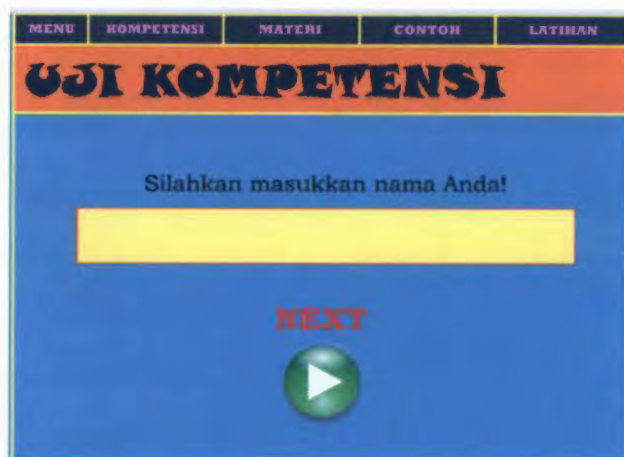 MENU KOMPETENSI MATERI CONTOH LATIHAN
UJI KOMPETENSI
Silahkan masukkan nama Anda!
NEXT